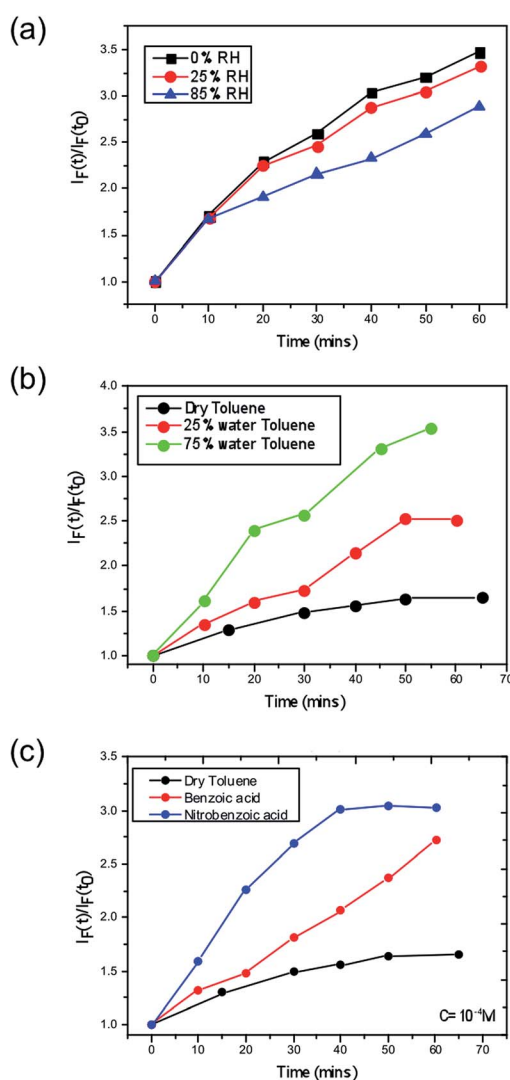 (a)
3.5
3.0
2.5
2.0
1.5
1.0
I_F(t)/I_F(t_0)
0% RH
25% RH
85% RH
0 10 20 30 40 50 60
Time (mins)
(b)
4.0
3.5
3.0
2.5
2.0
1.5
1.0
I_F(t)/I_F(t_0)
Dry Toluene
25% water Toluene
75% water Toluene
0 10 20 30 40 50 60 70
Time (mins)
(c)
3.5
3.0
2.5
2.0
1.5
1.0
I_F(t)/I_F(t_0)
Dry Toluene
Benzoic acid
Nitrobenzoic acid
C= 10⁻⁴M
0 10 20 30 40 50 60 70
Time (mins)